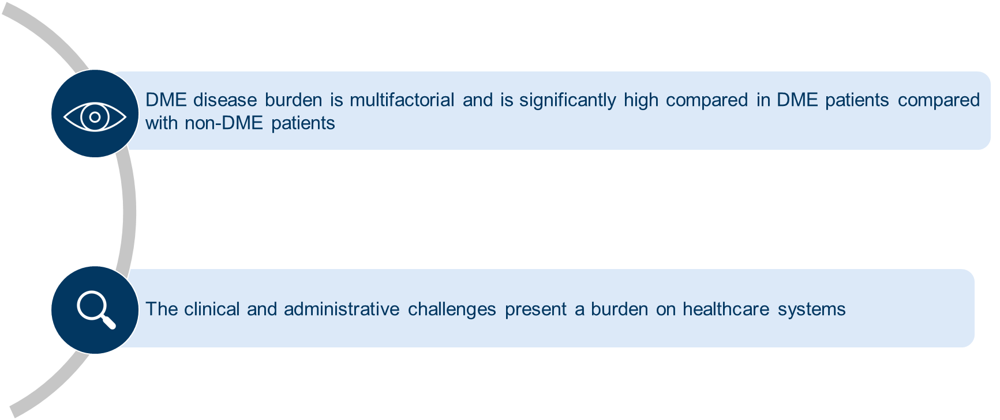 DME disease burden is multifactorial and is significantly high compared in DME patients compared
with non-DME patients
The clinical and administrative challenges present a burden on healthcare systems